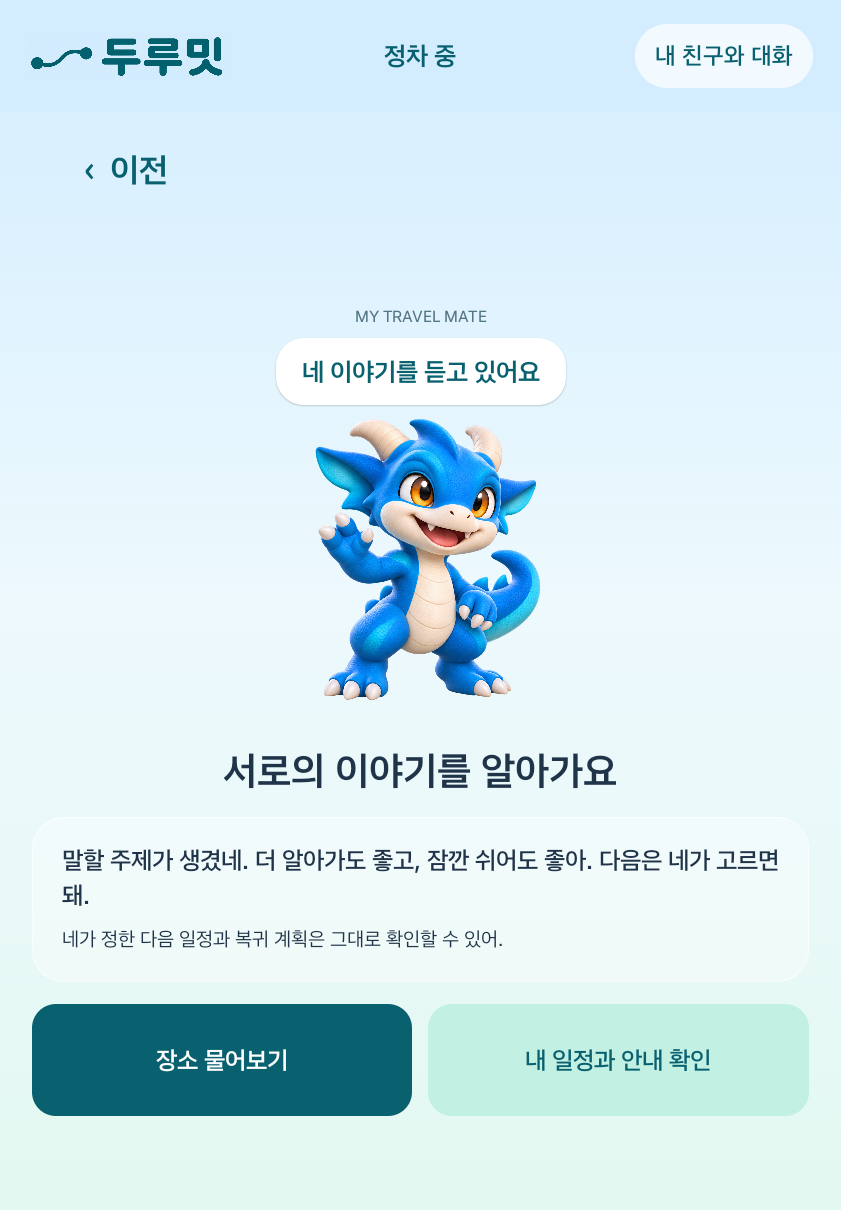 두루밋
정차 중
내 친구와 대화
‹ 이전
MY TRAVEL MATE
네 이야기를 듣고 있어요
서로의 이야기를 알아가요
말할 주제가 생겼네. 더 알아가도 좋고, 잠깐 쉬어도 좋아. 다음은 네가 고르면
돼.
네가 정한 다음 일정과 복귀 계획은 그대로 확인할 수 있어.
장소 물어보기
내 일정과 안내 확인